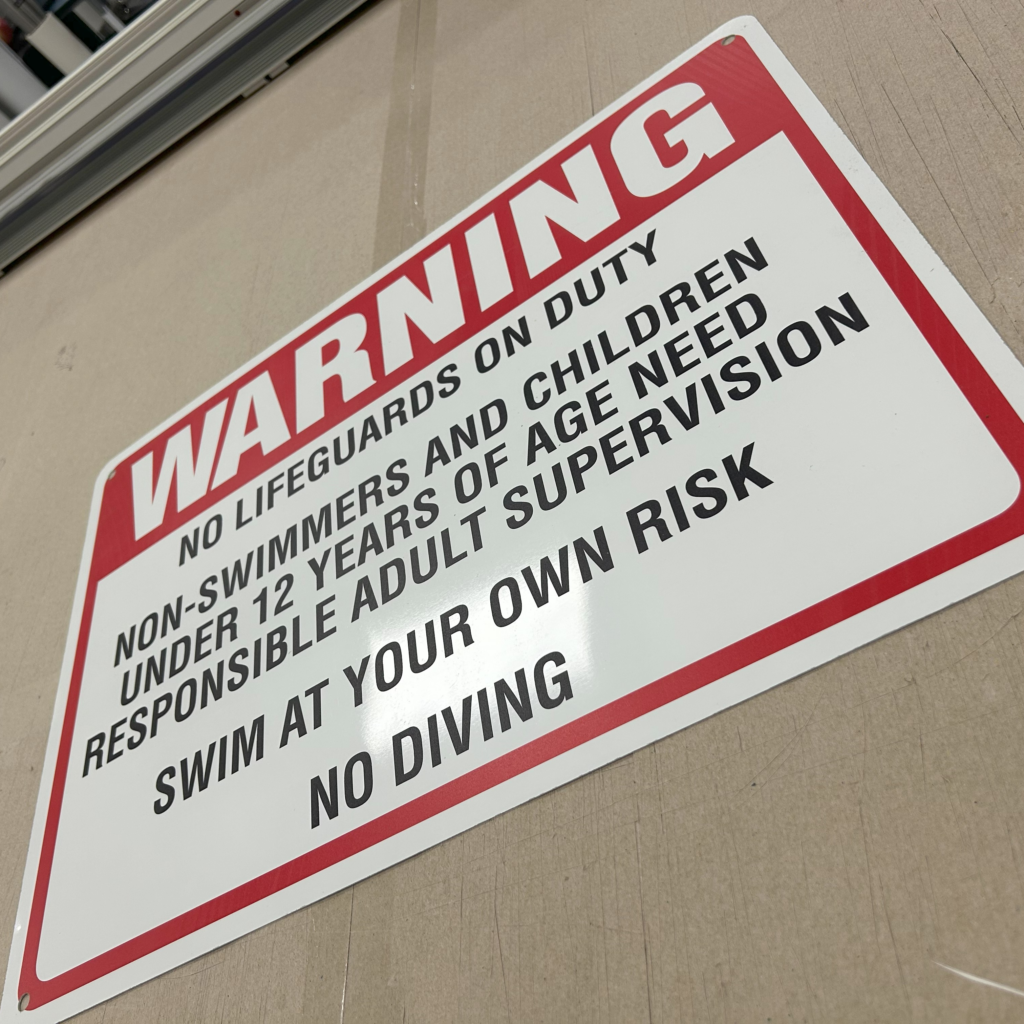 WARNING
NO LIFEGUARDS ON DUTY
NON-SWIMMERS AND CHILDREN
UNDER 12 YEARS OF AGE NEED
RESPONSIBLE ADULT SUPERVISION
SWIM AT YOUR OWN RISK
NO DIVING